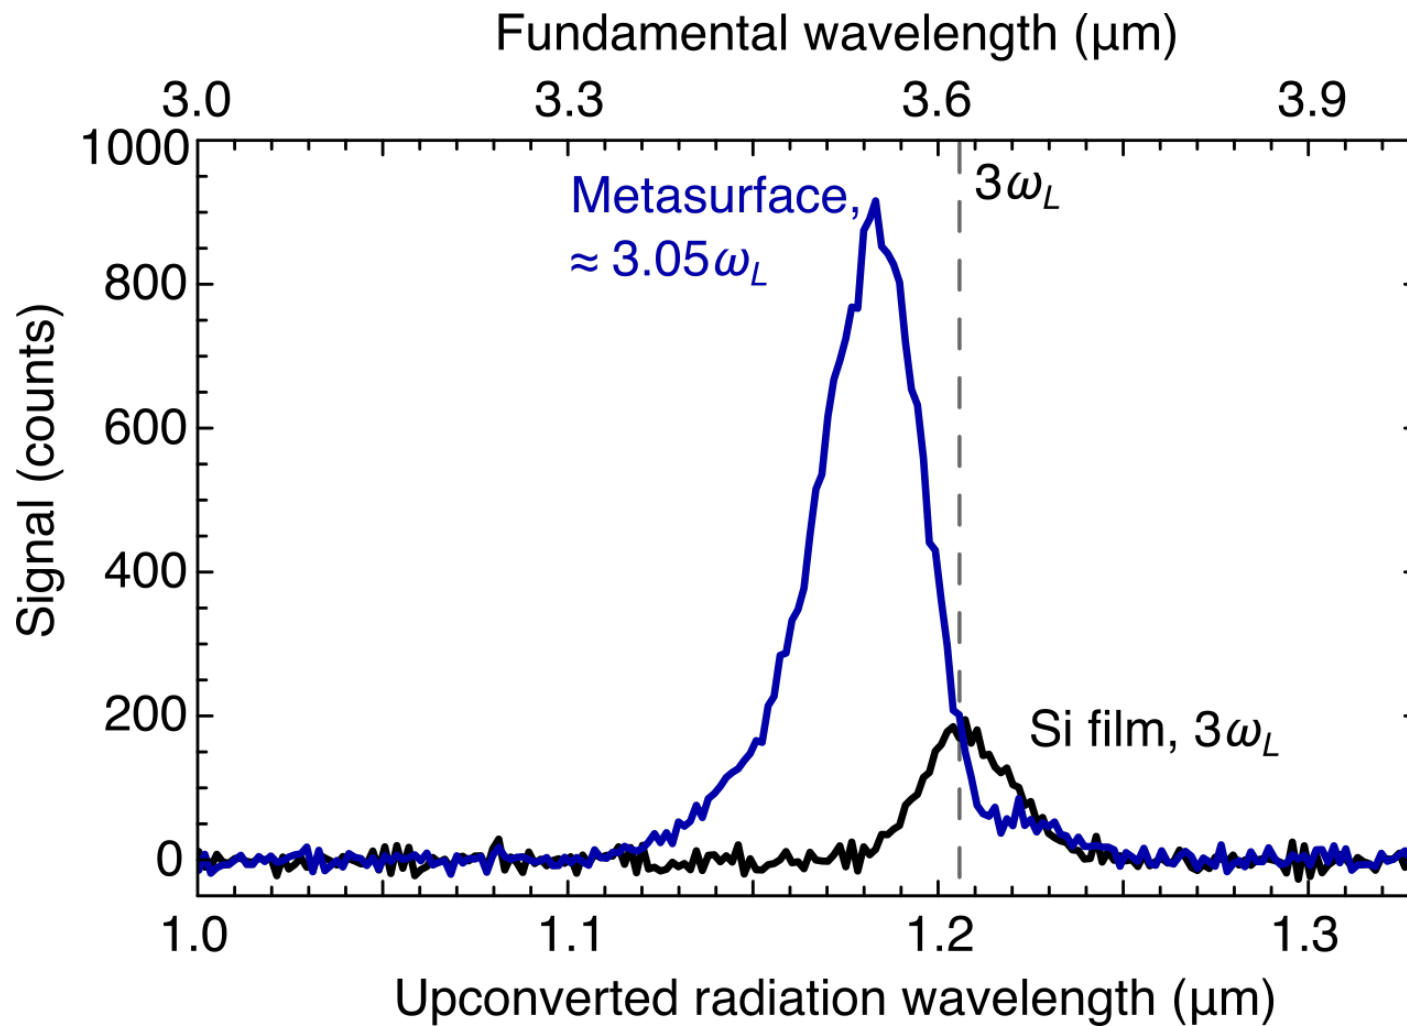 Fundamental wavelength (µm)
3.0 3.3 3.6 3.9
1000
800
600
400
200
0
Signal (counts)
Metasurface,
≈ 3.05ω_L
3ω_L
Si film, 3ω_L
1.0 1.1 1.2 1.3
Upconverted radiation wavelength (µm)